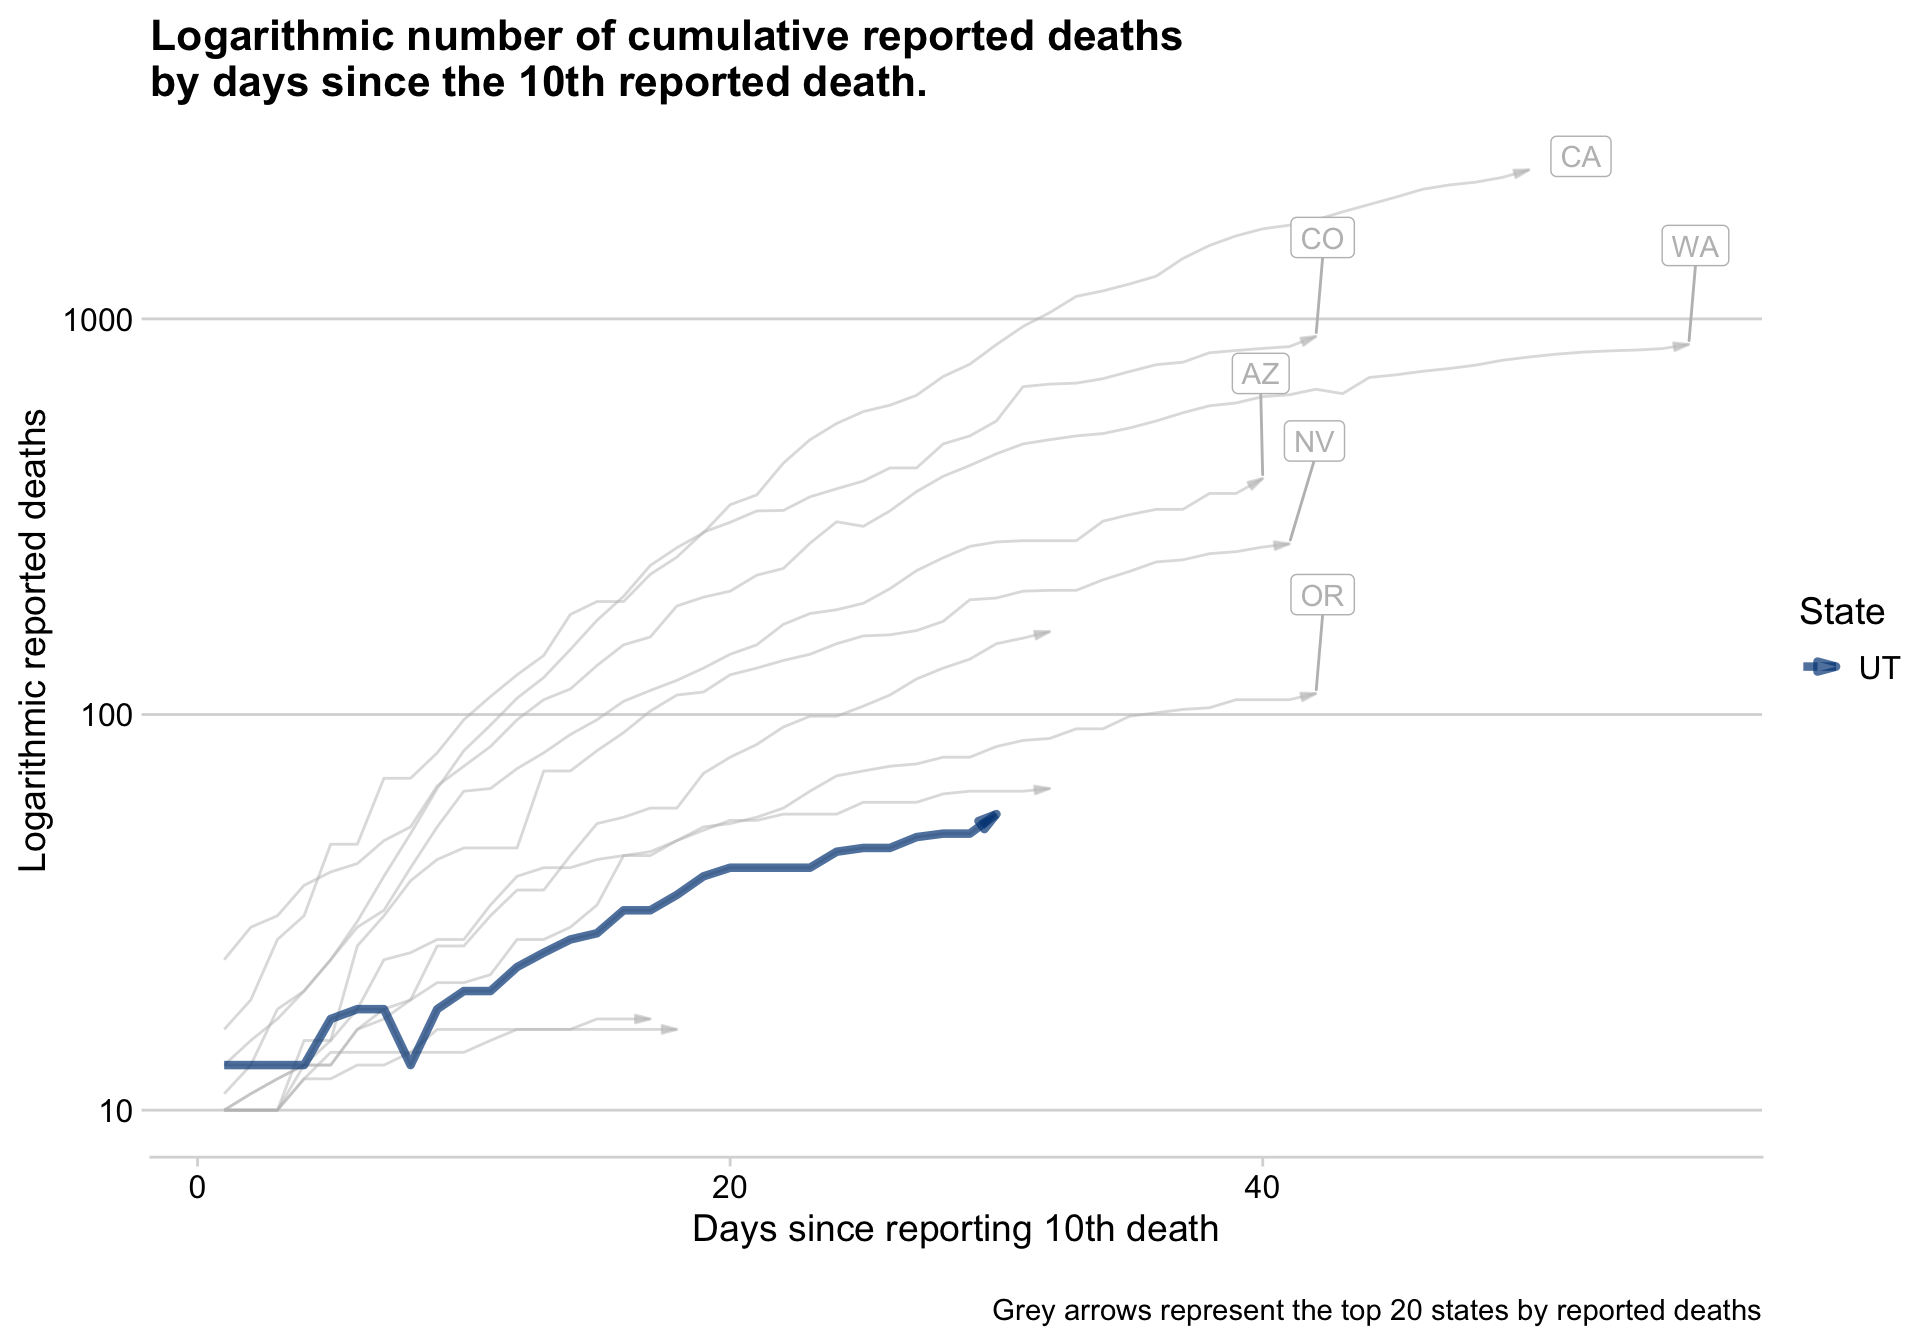 Logarithmic number of cumulative reported deaths
by days since the 10th reported death.
CA
CO
WA
1000
AZ
NV
OR
Logarithmic reported deaths
State
UT
100
10
0
20
40
Days since reporting 10th death
Grey arrows represent the top 20 states by reported deaths